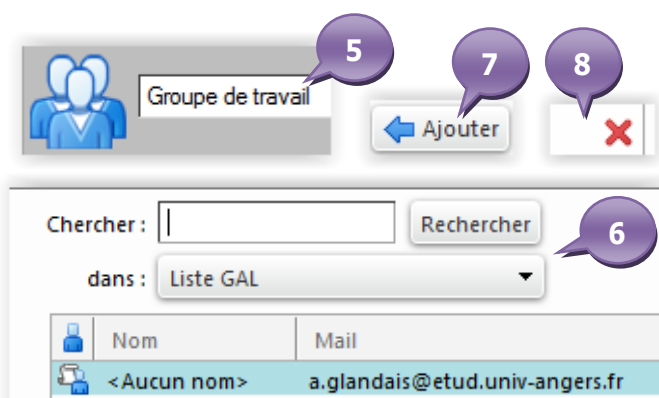 5
7
8
Groupe de travail
Ajouter
Chercher : Rechercher
6
dans : Liste GAL
Nom Mail
<Aucun nom> a.glandais@etud.univ-angers.fr